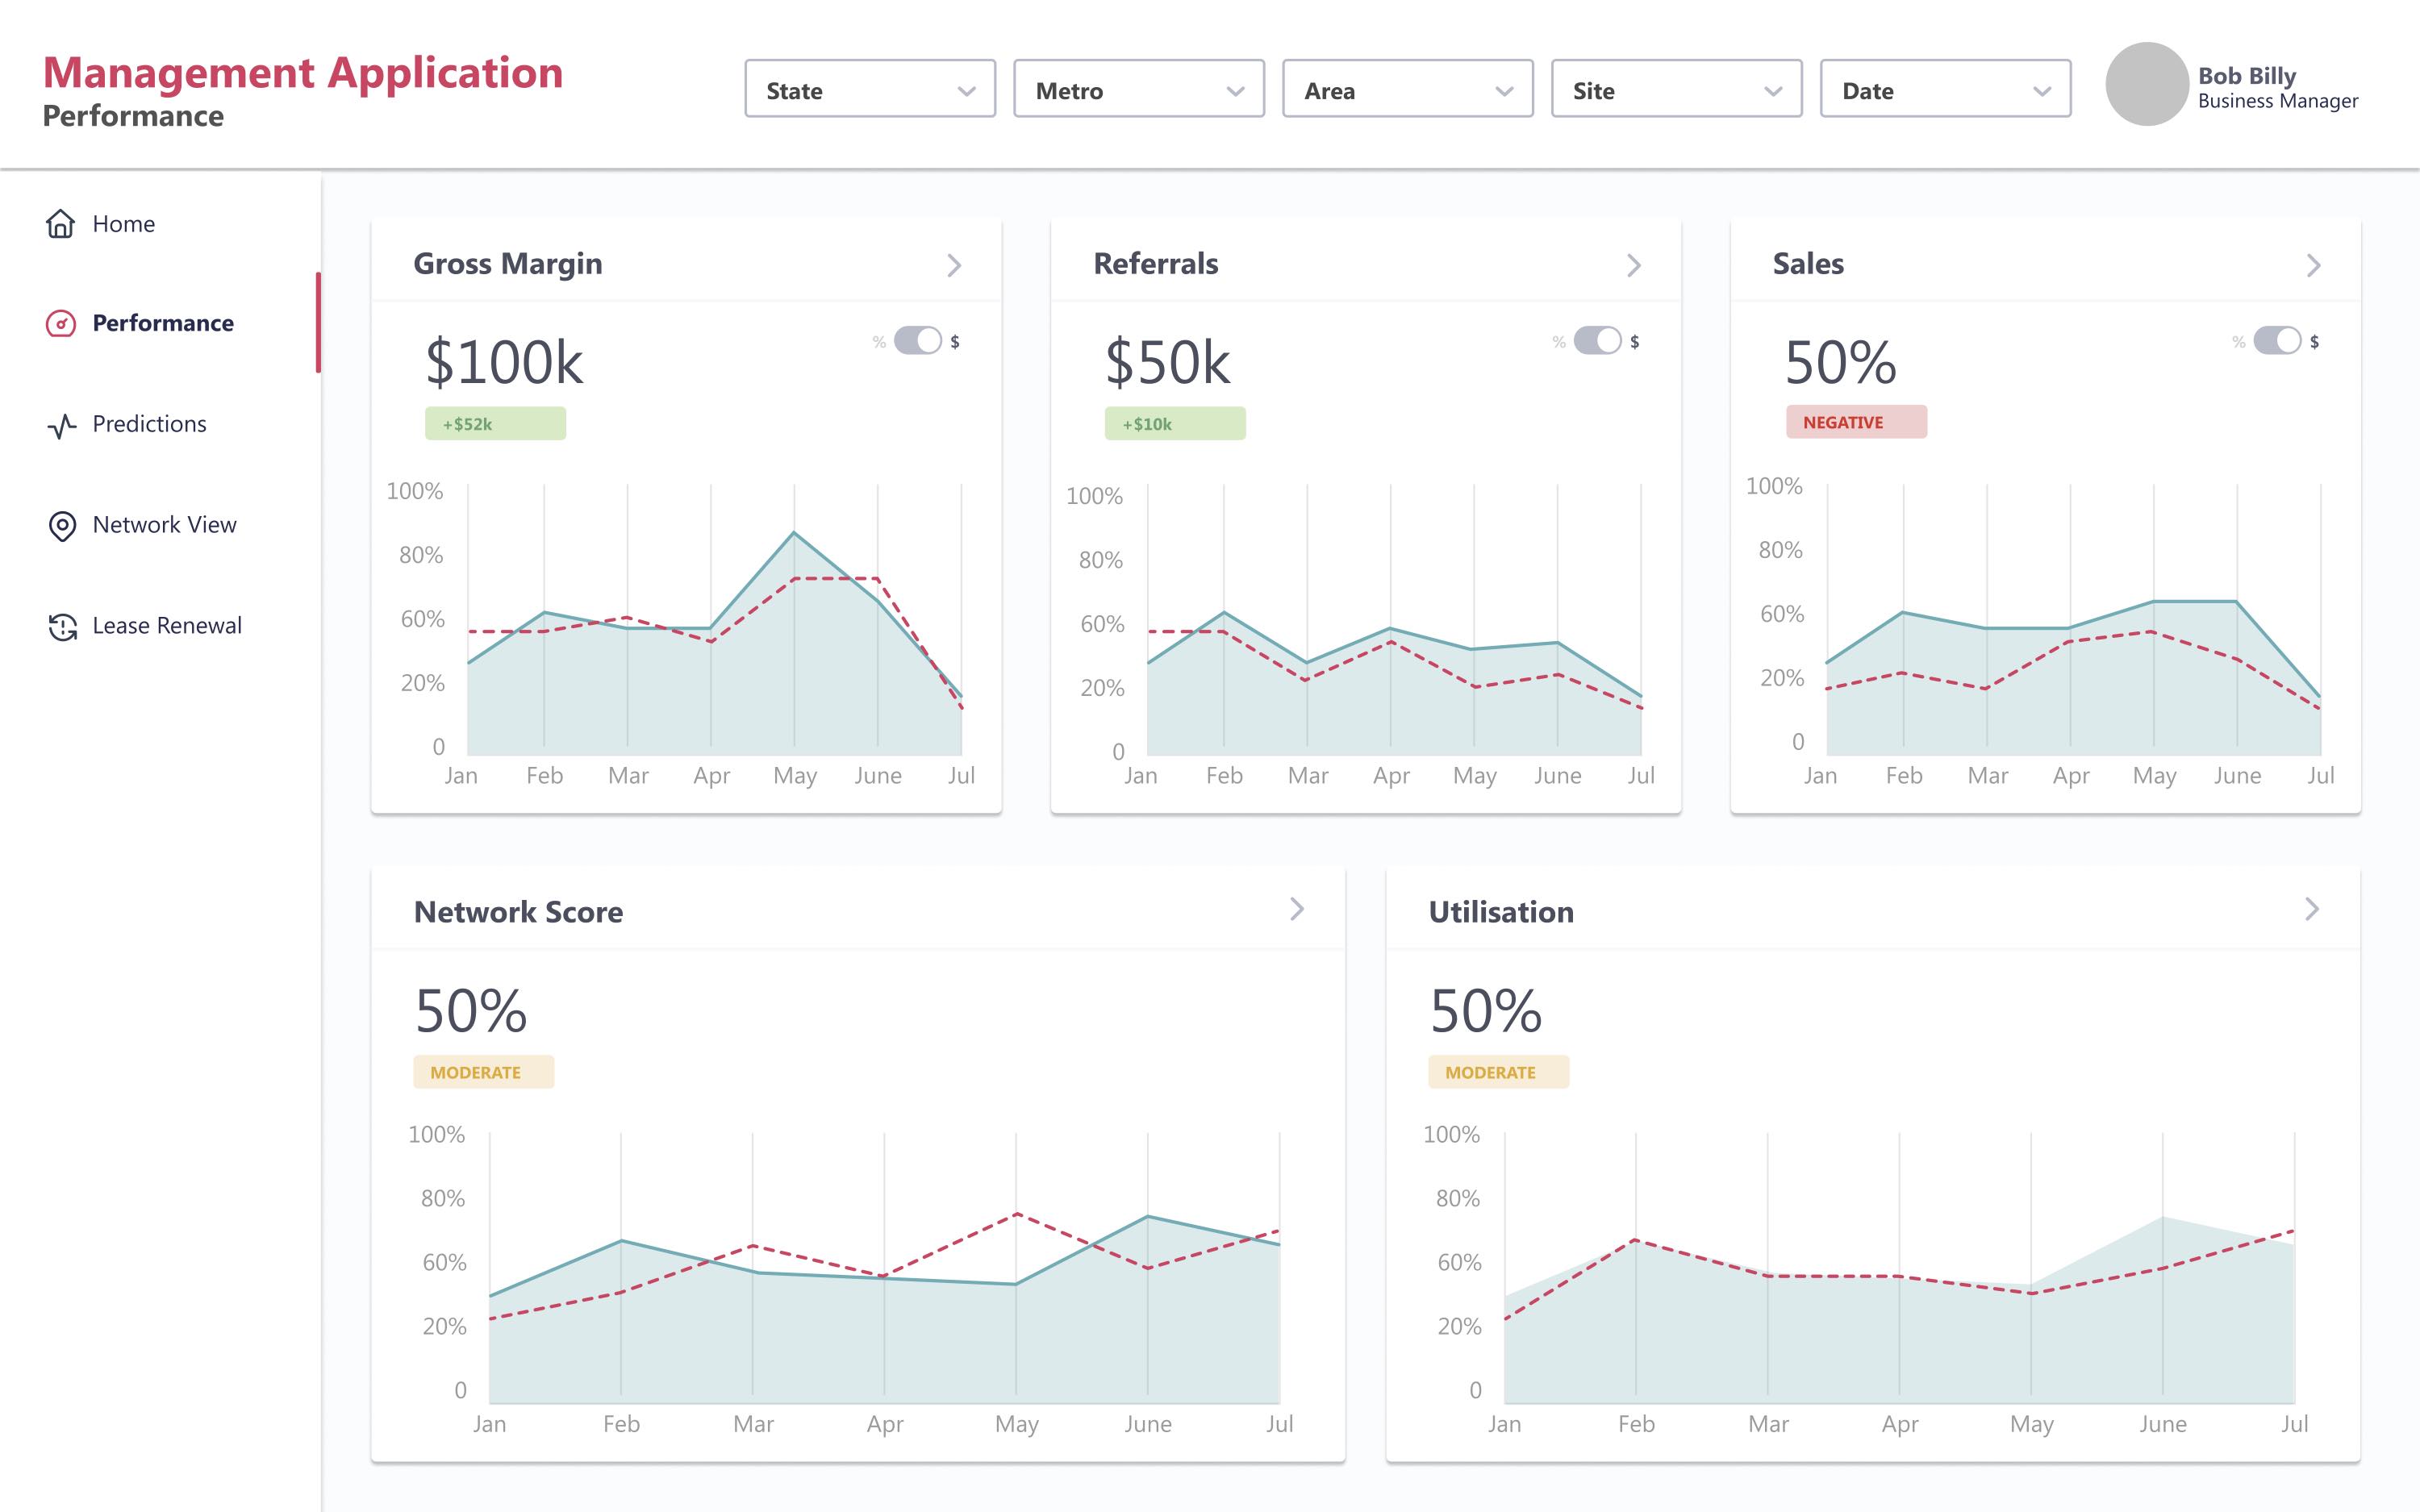 Management Application
Performance
State
Metro
Area
Site
Date
Bob Billy
Business Manager
Home
Performance
Predictions
Network View
Lease Renewal
Gross Margin
$100k
% $
+$52k
100%
80%
60%
20%
0
Jan Feb Mar Apr May June Jul
Referrals
$50k
% $
+$10k
100%
80%
60%
20%
0
Jan Feb Mar Apr May June Jul
Sales
50%
% $
NEGATIVE
100%
80%
60%
20%
0
Jan Feb Mar Apr May June Jul
Network Score
50%
MODERATE
100%
80%
60%
20%
0
Jan Feb Mar Apr May June Jul
Utilisation
50%
MODERATE
100%
80%
60%
20%
0
Jan Feb Mar Apr May June Jul